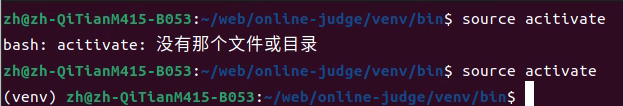 zh@zh-QiTianM415-B053:~/web/online-judge/venv/bin$ source acitivate
bash: acitivate: 没有那个文件或目录
zh@zh-QiTianM415-B053:~/web/online-judge/venv/bin$ source activate
(venv) zh@zh-QiTianM415-B053:~/web/online-judge/venv/bin$